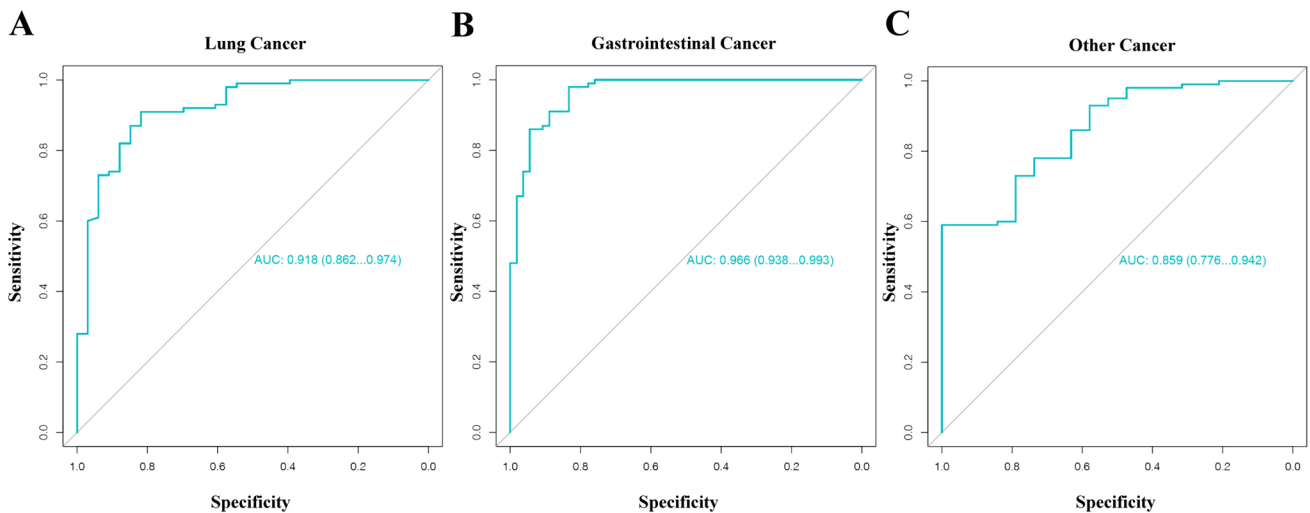 A
Lung Cancer
Sensitivity
1.0
0.8
0.6
0.4
0.2
0.0
AUC: 0.918 (0.862...0.974)
1.0 0.8 0.6 0.4 0.2 0.0
Specificity
B
Gastrointestinal Cancer
Sensitivity
1.0
0.8
0.6
0.4
0.2
0.0
AUC: 0.966 (0.938...0.993)
1.0 0.8 0.6 0.4 0.2 0.0
Specificity
C
Other Cancer
Sensitivity
1.0
0.8
0.6
0.4
0.2
0.0
AUC: 0.859 (0.776...0.942)
1.0 0.8 0.6 0.4 0.2 0.0
Specificity